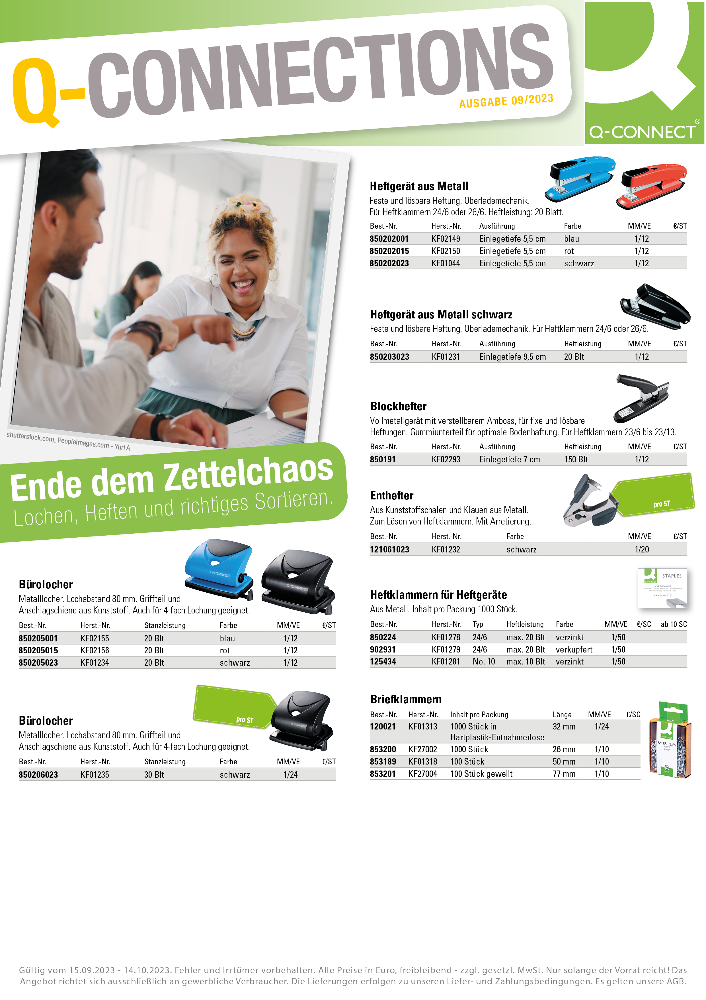 Q-CONNECTIONS
AUSGABE 09/2023
Q-CONNECT®
shutterstock.com_PeopleImages.com - Yuri A
Ende dem Zettelchaos
Lochen, Heften und richtiges Sortieren.
Bürolocher
Metalllocher. Lochabstand 80 mm. Griffteil und
Anschlagschiene aus Kunststoff. Auch für 4-fach Lochung geeignet.
Best.-Nr. Herst.-Nr. Stanzleistung Farbe MM/VE €/ST
850205001 KF02155 20 Blt blau 1/12
850205015 KF02156 20 Blt rot 1/12
850205023 KF01234 20 Blt schwarz 1/12
pro ST
Bürolocher
Metalllocher. Lochabstand 80 mm. Griffteil und
Anschlagschiene aus Kunststoff. Auch für 4-fach Lochung geeignet.
Best.-Nr. Herst.-Nr. Stanzleistung Farbe MM/VE €/ST
850206023 KF01235 30 Blt schwarz 1/24
Heftgerät aus Metall
Feste und lösbare Heftung. Oberlademechanik.
Für Heftklammern 24/6 oder 26/6. Heftleistung: 20 Blatt.
Best.-Nr. Herst.-Nr. Ausführung Farbe MM/VE €/ST
850202001 KF02149 Einlegetiefe 5,5 cm blau 1/12
850202015 KF02150 Einlegetiefe 5,5 cm rot 1/12
850202023 KF01044 Einlegetiefe 5,5 cm schwarz 1/12
Heftgerät aus Metall schwarz
Feste und lösbare Heftung. Oberlademechanik. Für Heftklammern 24/6 oder 26/6.
Best.-Nr. Herst.-Nr. Ausführung Heftleistung MM/VE €/ST
850203023 KF01231 Einlegetiefe 9,5 cm 20 Blt 1/12
Blockhefter
Vollmetallgerät mit verstellbarem Amboss, für fixe und lösbare
Heftungen. Gummiunterteil für optimale Bodenhaftung. Für Heftklammern 23/6 bis 23/13.
Best.-Nr. Herst.-Nr. Ausführung Heftleistung MM/VE €/ST
850191 KF02293 Einlegetiefe 7 cm 150 Blt 1/12
Enthefter
pro ST
Aus Kunststoffschalen und Klauen aus Metall.
Zum Lösen von Heftklammern. Mit Arretierung.
Best.-Nr. Herst.-Nr. Farbe MM/VE €/ST
121061023 KF01232 schwarz 1/20
STAPLES
Q-CONNECT
Heftklammern für Heftgeräte
Aus Metall. Inhalt pro Packung 1000 Stück.
Best.-Nr. Herst.-Nr. Typ Heftleistung Farbe MM/VE €/SC ab 10 SC
850224 KF01278 24/6 max. 20 Blt verzinkt 1/50
902931 KF01279 24/6 max. 20 Blt verkupfert 1/50
125434 KF01281 No. 10 max. 10 Blt verzinkt 1/50
Briefklammern
Best.-Nr. Herst.-Nr. Inhalt pro Packung Länge MM/VE €/SC
120021 KF01313 1000 Stück in 32 mm 1/24
Hartplastik-Entnahmedose
853200 KF27002 1000 Stück 26 mm 1/10
853189 KF01318 100 Stück 50 mm 1/10
853201 KF27004 100 Stück gewellt 77 mm 1/10
Q-CONNECT
PAPER CLIPS
Gültig vom 15.09.2023 - 14.10.2023. Fehler und Irrtümer vorbehalten. Alle Preise in Euro, freibleibend - zzgl. gesetzl. MwSt. Nur solange der Vorrat reicht! Das
Angebot richtet sich ausschließlich an gewerbliche Verbraucher. Die Lieferungen erfolgen zu unseren Liefer- und Zahlungsbedingungen. Es gelten unsere AGB.